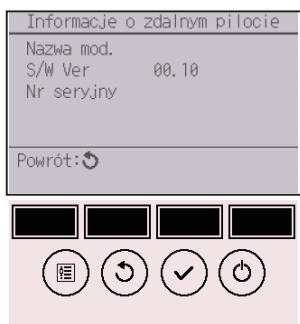 Informacje o zdalnym pilocie
Nazwa mod.
S/W Ver 00.10
Nr seryjny
Powrót: